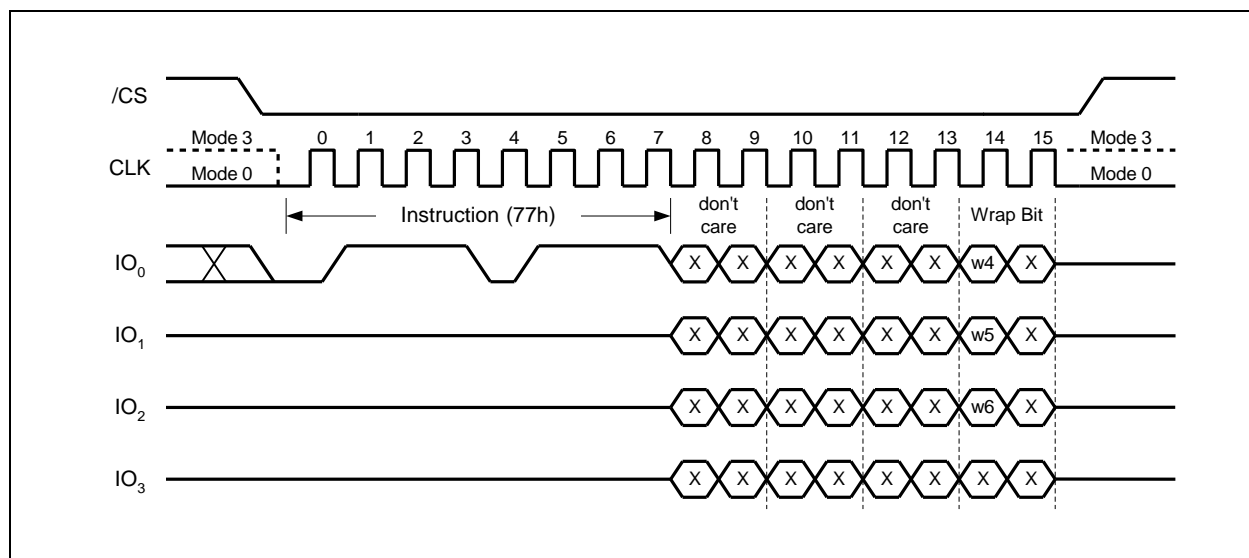 /CS
Mode 3 0 1 2 3 4 5 6 7 8 9 10 11 12 13 14 15 Mode 3
CLK
Mode 0 Mode 0
Instruction (77h) don't care don't care don't care Wrap Bit
IO0 X X X X X X w4 X
IO1 X X X X X X w5 X
IO2 X X X X X X w6 X
IO3 X X X X X X X X